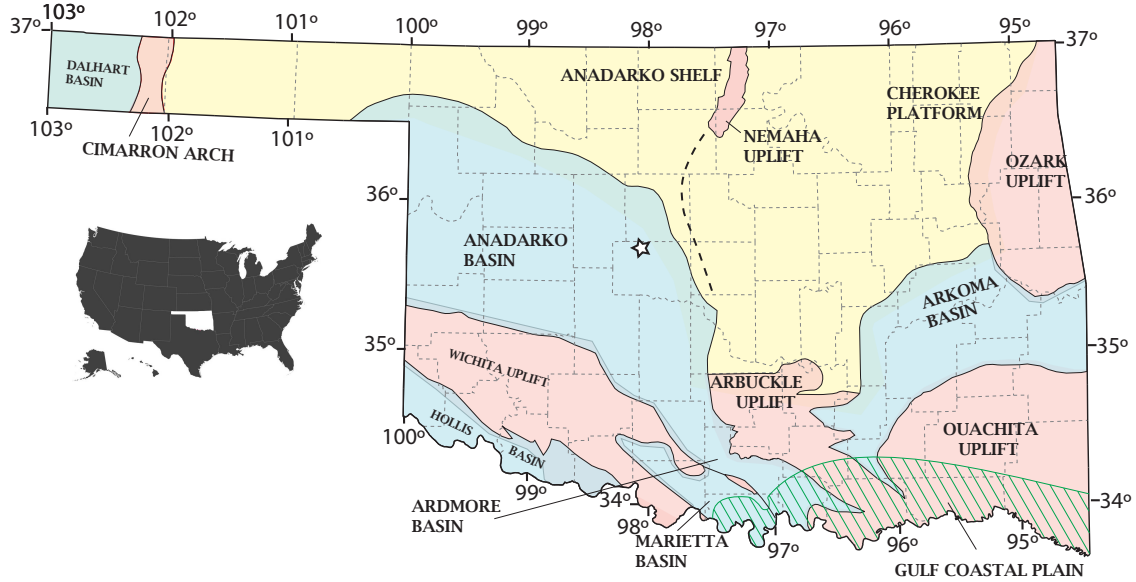 103º
102º
101º
100º
99º
98º
97º
96º
95º
37º
37º
DALHART
BASIN
ANADARKO SHELF
CHEROKEE
PLATFORM
103º
102º
101º
CIMARRON ARCH
NEMAHA
UPLIFT
OZARK
UPLIFT
36º
36º
ANADARKO
BASIN
ARKOMA
BASIN
35º
35º
WICHITA UPLIFT
ARBUCKLE
UPLIFT
HOLLIS
BASIN
100º
OUACHITA
UPLIFT
99º
34º
98º
34º
ARDMORE
BASIN
MARIETTA
BASIN
97º
96º
95º
GULF COASTAL PLAIN